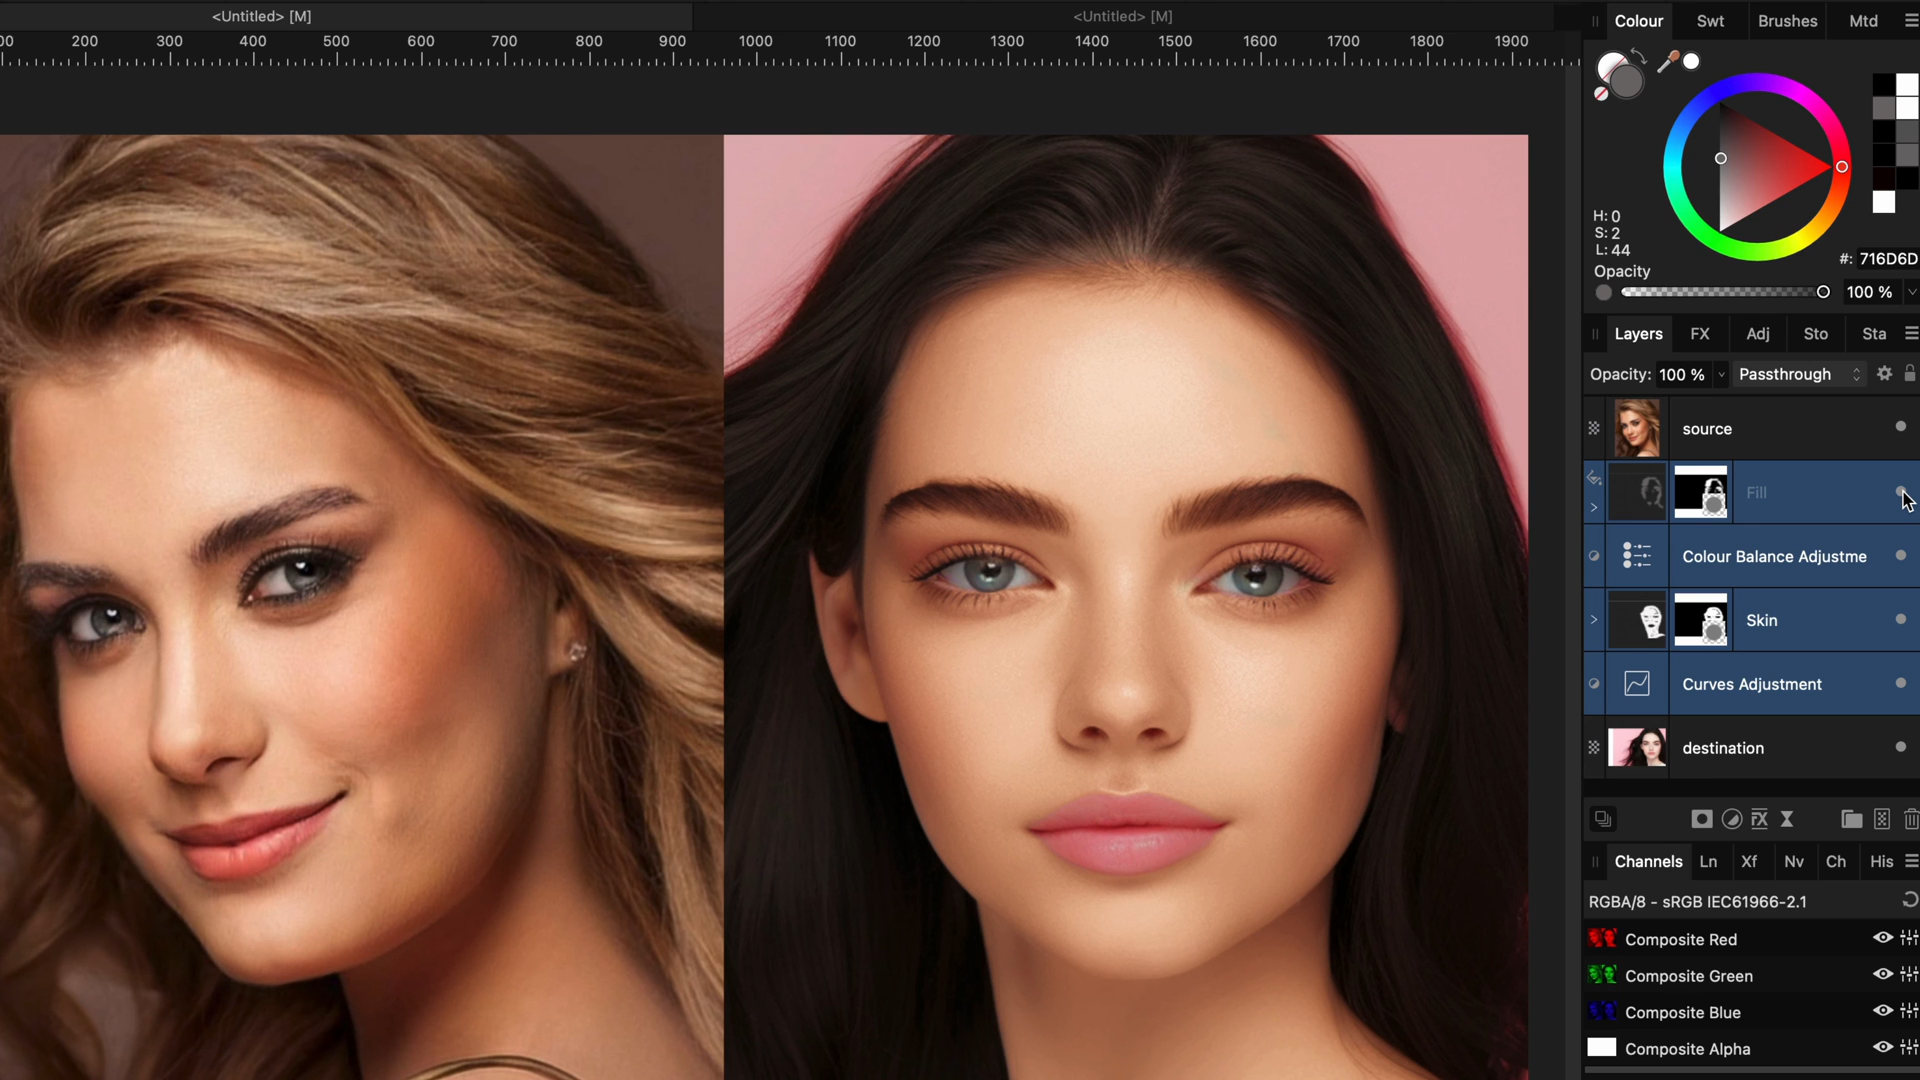 <Untitled> [M]
<Untitled> [M]
00 200 300 400 500 600 700 800 900 1000 1100 1200 1300 1400 1500 1600 1700 1800 1900
Colour Swt Brushes Mtd
H: 0
S: 2
L: 44
#: 716D6D
Opacity
100 %
Layers FX Adj Sto Sta
Opacity: 100 % Passthrough
source
Fill
Colour Balance Adjustme
Skin
Curves Adjustment
destination
Channels Ln Xf Nv Ch His
RGBA/8 - sRGB IEC61966-2.1
Composite Red
Composite Green
Composite Blue
Composite Alpha